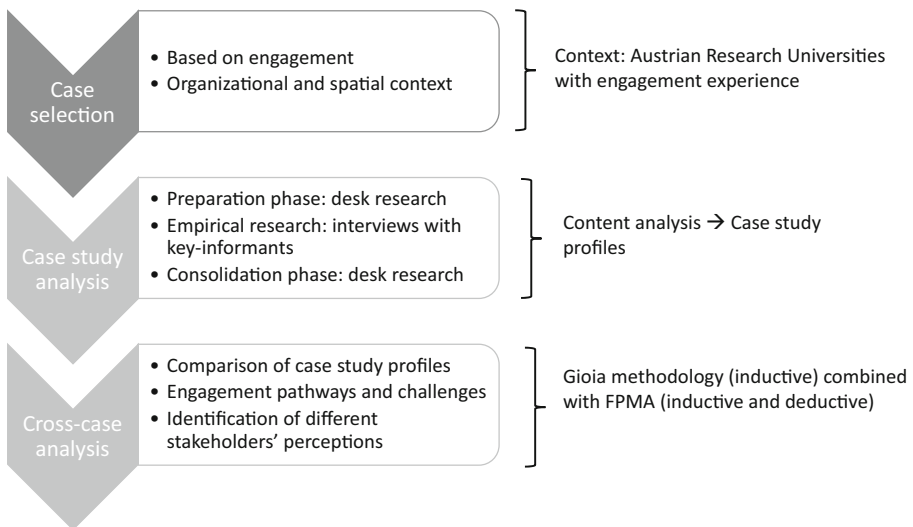 Case
selection
• Based on engagement
• Organizational and spatial context
Context: Austrian Research Universities
with engagement experience
Case study
analysis
• Preparation phase: desk research
• Empirical research: interviews with
key-informants
• Consolidation phase: desk research
Content analysis → Case study
profiles
Cross-case
analysis
• Comparison of case study profiles
• Engagement pathways and challenges
• Identification of different
stakeholders’ perceptions
Gioia methodology (inductive) combined
with FPMA (inductive and deductive)